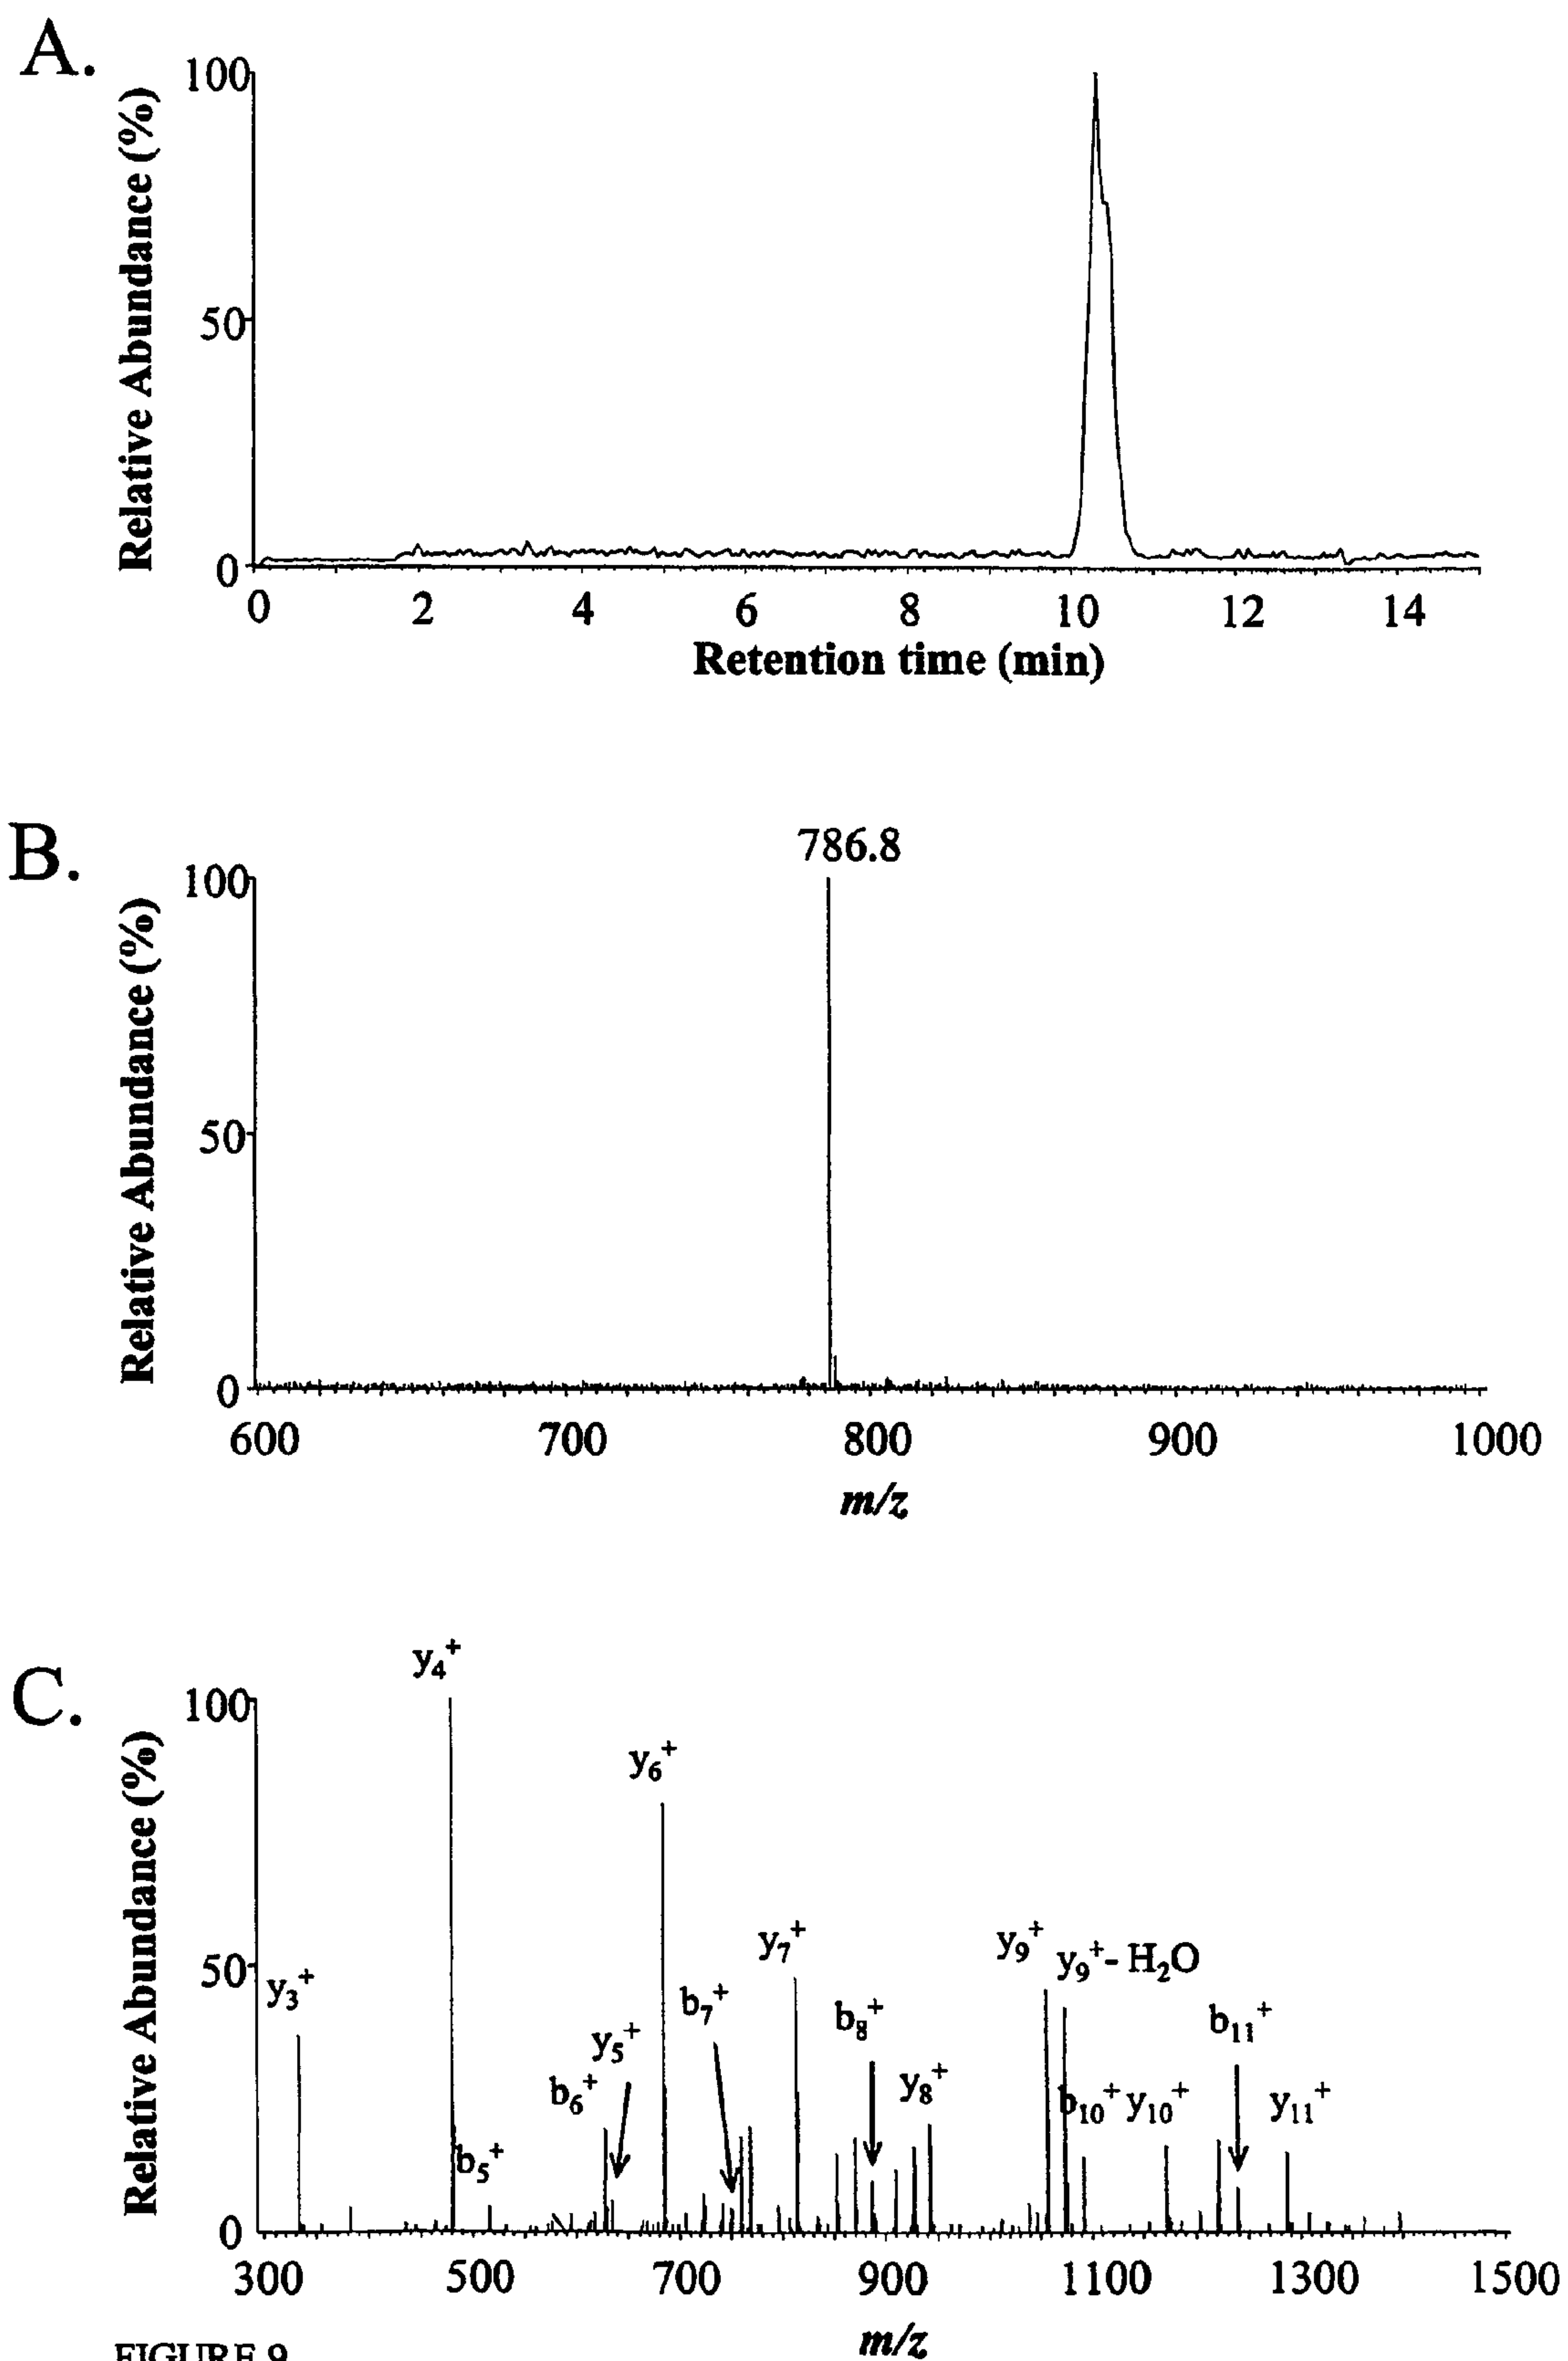 A.
Relative Abundance (%)
100
50
0
0 2 4 6 8 10 12 14
Retention time (min)
B.
Relative Abundance (%)
786.8
100
50
0
600 700 800 900 1000
m/z
C.
Relative Abundance (%)
y4+
100
y6+
y7+
y9+
y9+- H2O
50
y3+
b7+
b8+
b11+
y5+
y8+
b6+
b10+ y10+
y11+
b5+
0
300 500 700 900 1100 1300 1500
m/z
FIGURE 9